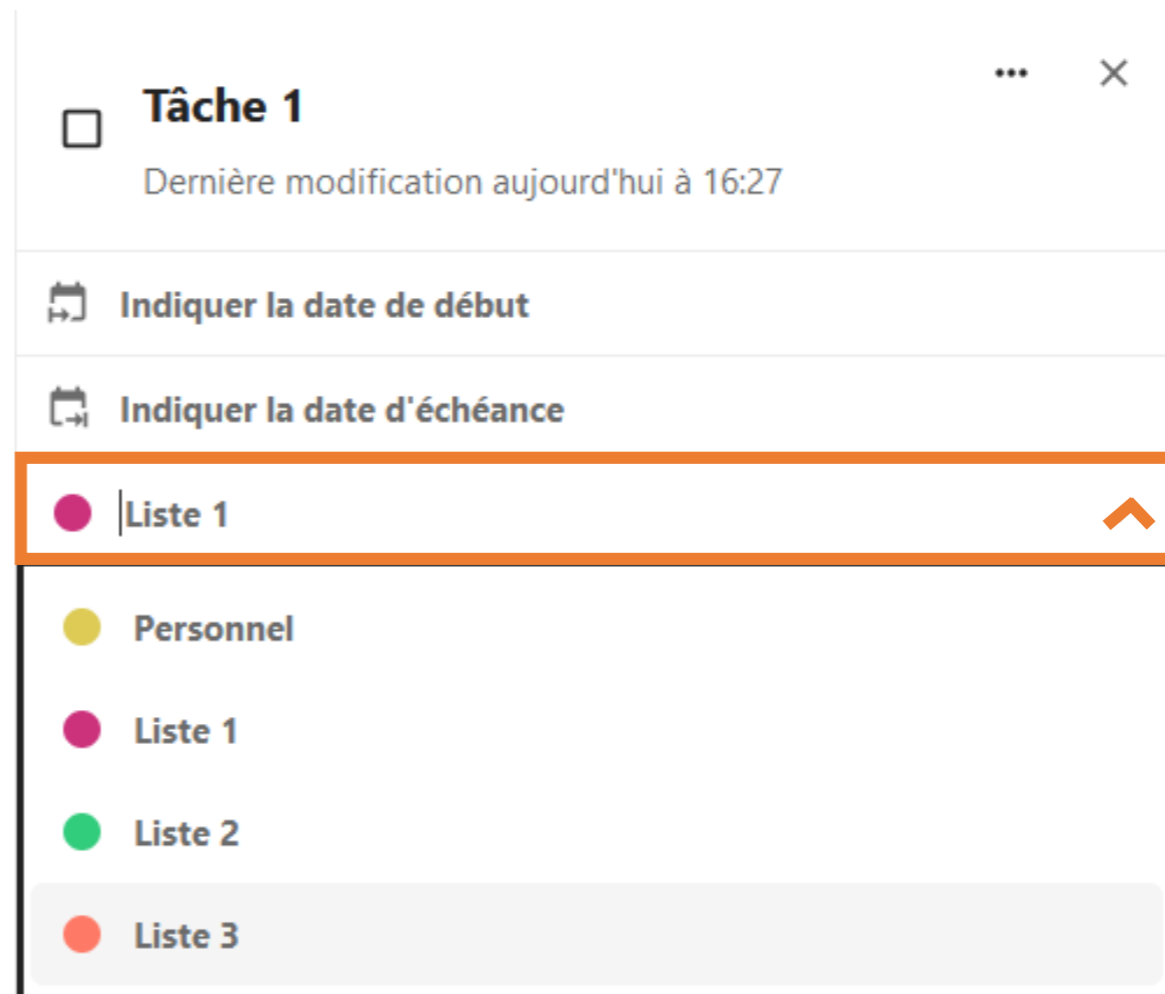 Tâche 1
Dernière modification aujourd'hui à 16:27
Indiquer la date de début
Indiquer la date d'échéance
Liste 1
Personnel
Liste 1
Liste 2
Liste 3